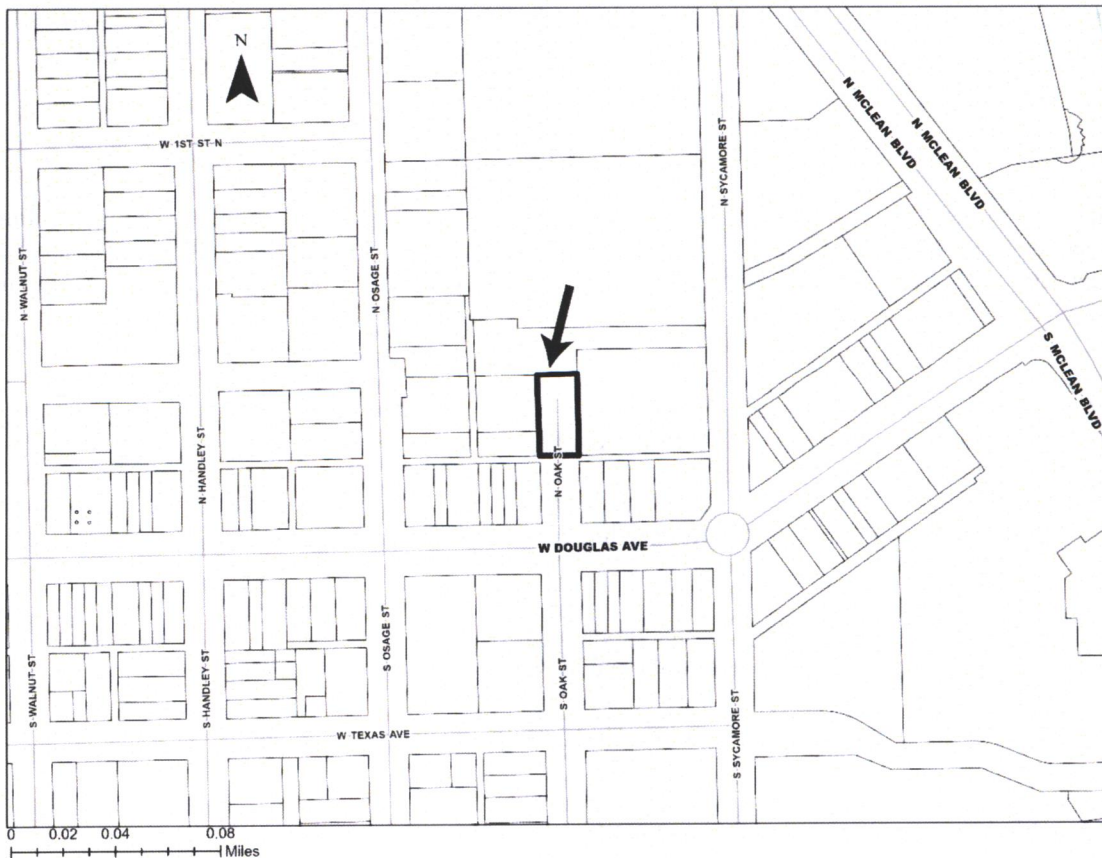 N
W 1ST ST N
N MCLEAN BLVD
N MCLEAN BLVD
N SYCAMORE ST
N WALNUT ST
N OSAGE ST
S MCLEAN BLVD
N HANDLEY ST
N OAK ST
W DOUGLAS AVE
S WALNUT ST
S HANDLEY ST
S OSAGE ST
S OAK ST
S SYCAMORE ST
W TEXAS AVE
0 0.02 0.04 0.08
Miles